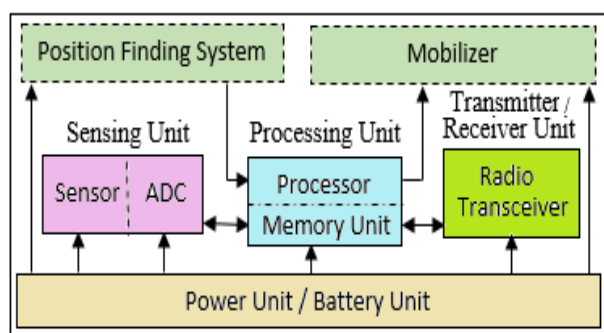 Position Finding System
Mobilizer
Sensing Unit
Processing Unit
Transmitter /
Receiver Unit
Sensor
ADC
Processor
Memory Unit
Radio
Transceiver
Power Unit / Battery Unit